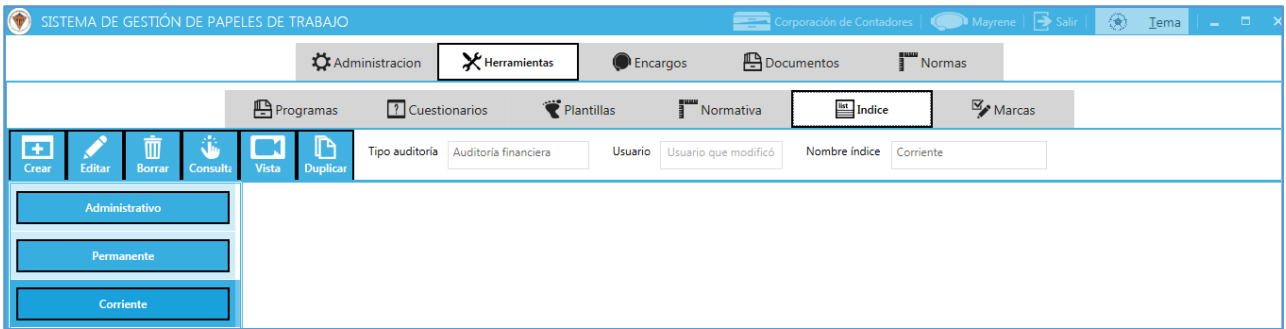 SISTEMA DE GESTIÓN DE PAPELES DE TRABAJO Corporación de Contadores | Mayrene | Salir | Tema
Administracion Herramientas Encargos Documentos Normas
Programas Cuestionarios Plantillas Normativa Indice Marcas
Crear Editar Borrar Consulta Vista Duplicar Tipo auditoría Auditoría financiera Usuario Usuario que modificó Nombre índice Corriente
Administrativo
Permanente
Corriente